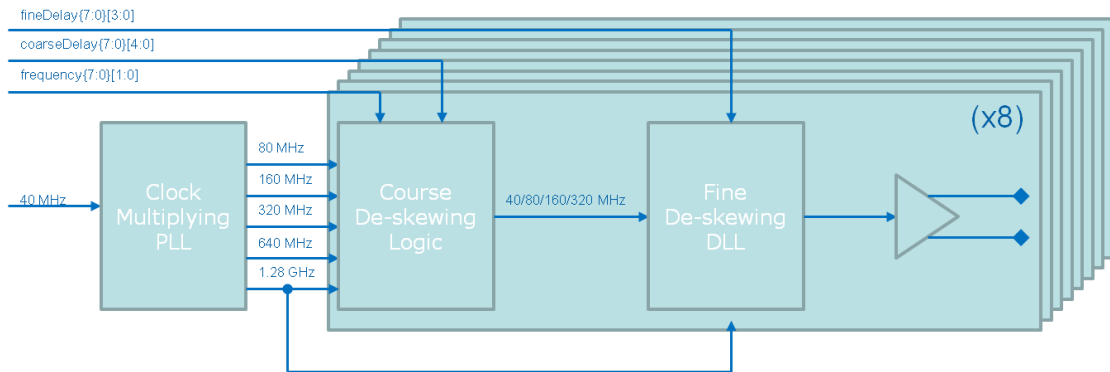 fineDelay{7:0}[3:0]
coarseDelay{7:0}[4:0]
frequency{7:0}[1:0]
(x8)
40 MHz
Clock
Multiplying
PLL
80 MHz
160 MHz
320 MHz
640 MHz
1.28 GHz
Course
De-skewing
Logic
40/80/160/320 MHz
Fine
De-skewing
DLL